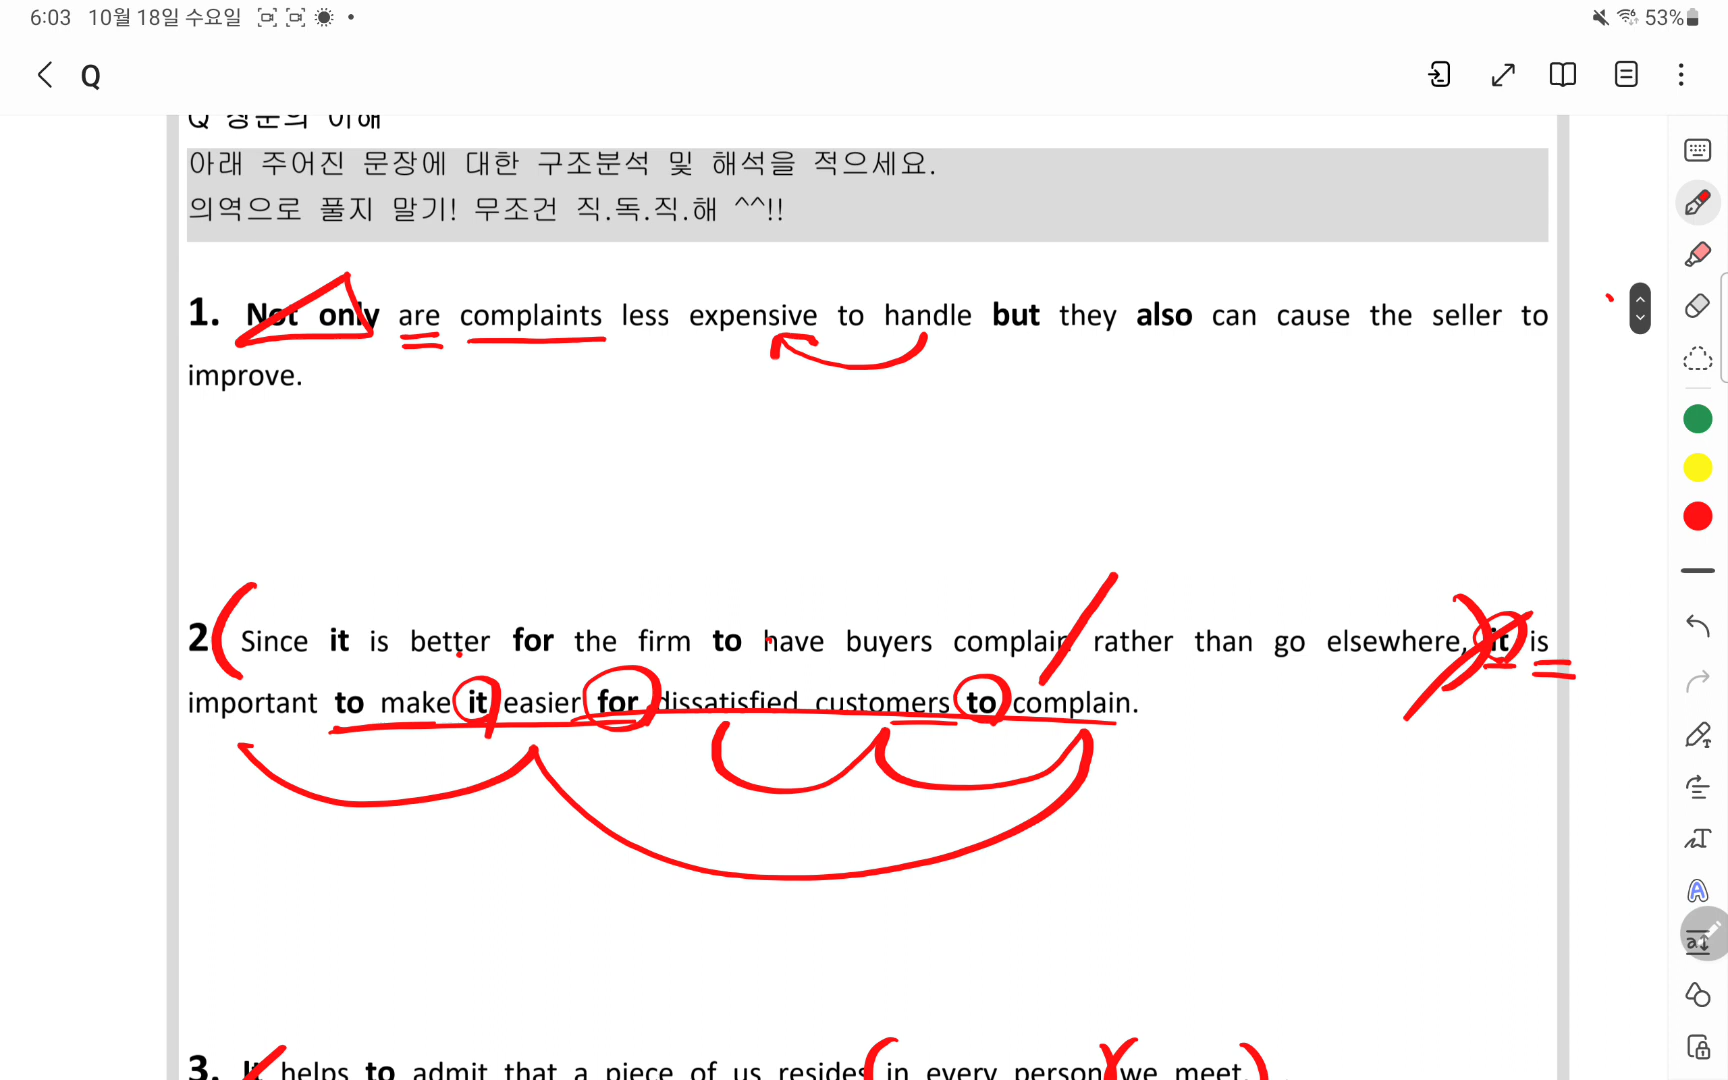 6:03 10월 18일 수요일 53%
Q
Q 장문의 이해
아래 주어진 문장에 대한 구조분석 및 해석을 적으세요.
의역으로 풀지 말기! 무조건 직.독.직.해 ^^!!
1. Not only are complaints less expensive to handle but they also can cause the seller to
improve.
2 Since it is better for the firm to have buyers complain rather than go elsewhere, it is
important to make it easier for dissatisfied customers to complain.
3. It helps to admit that a piece of us resides in every person we meet.